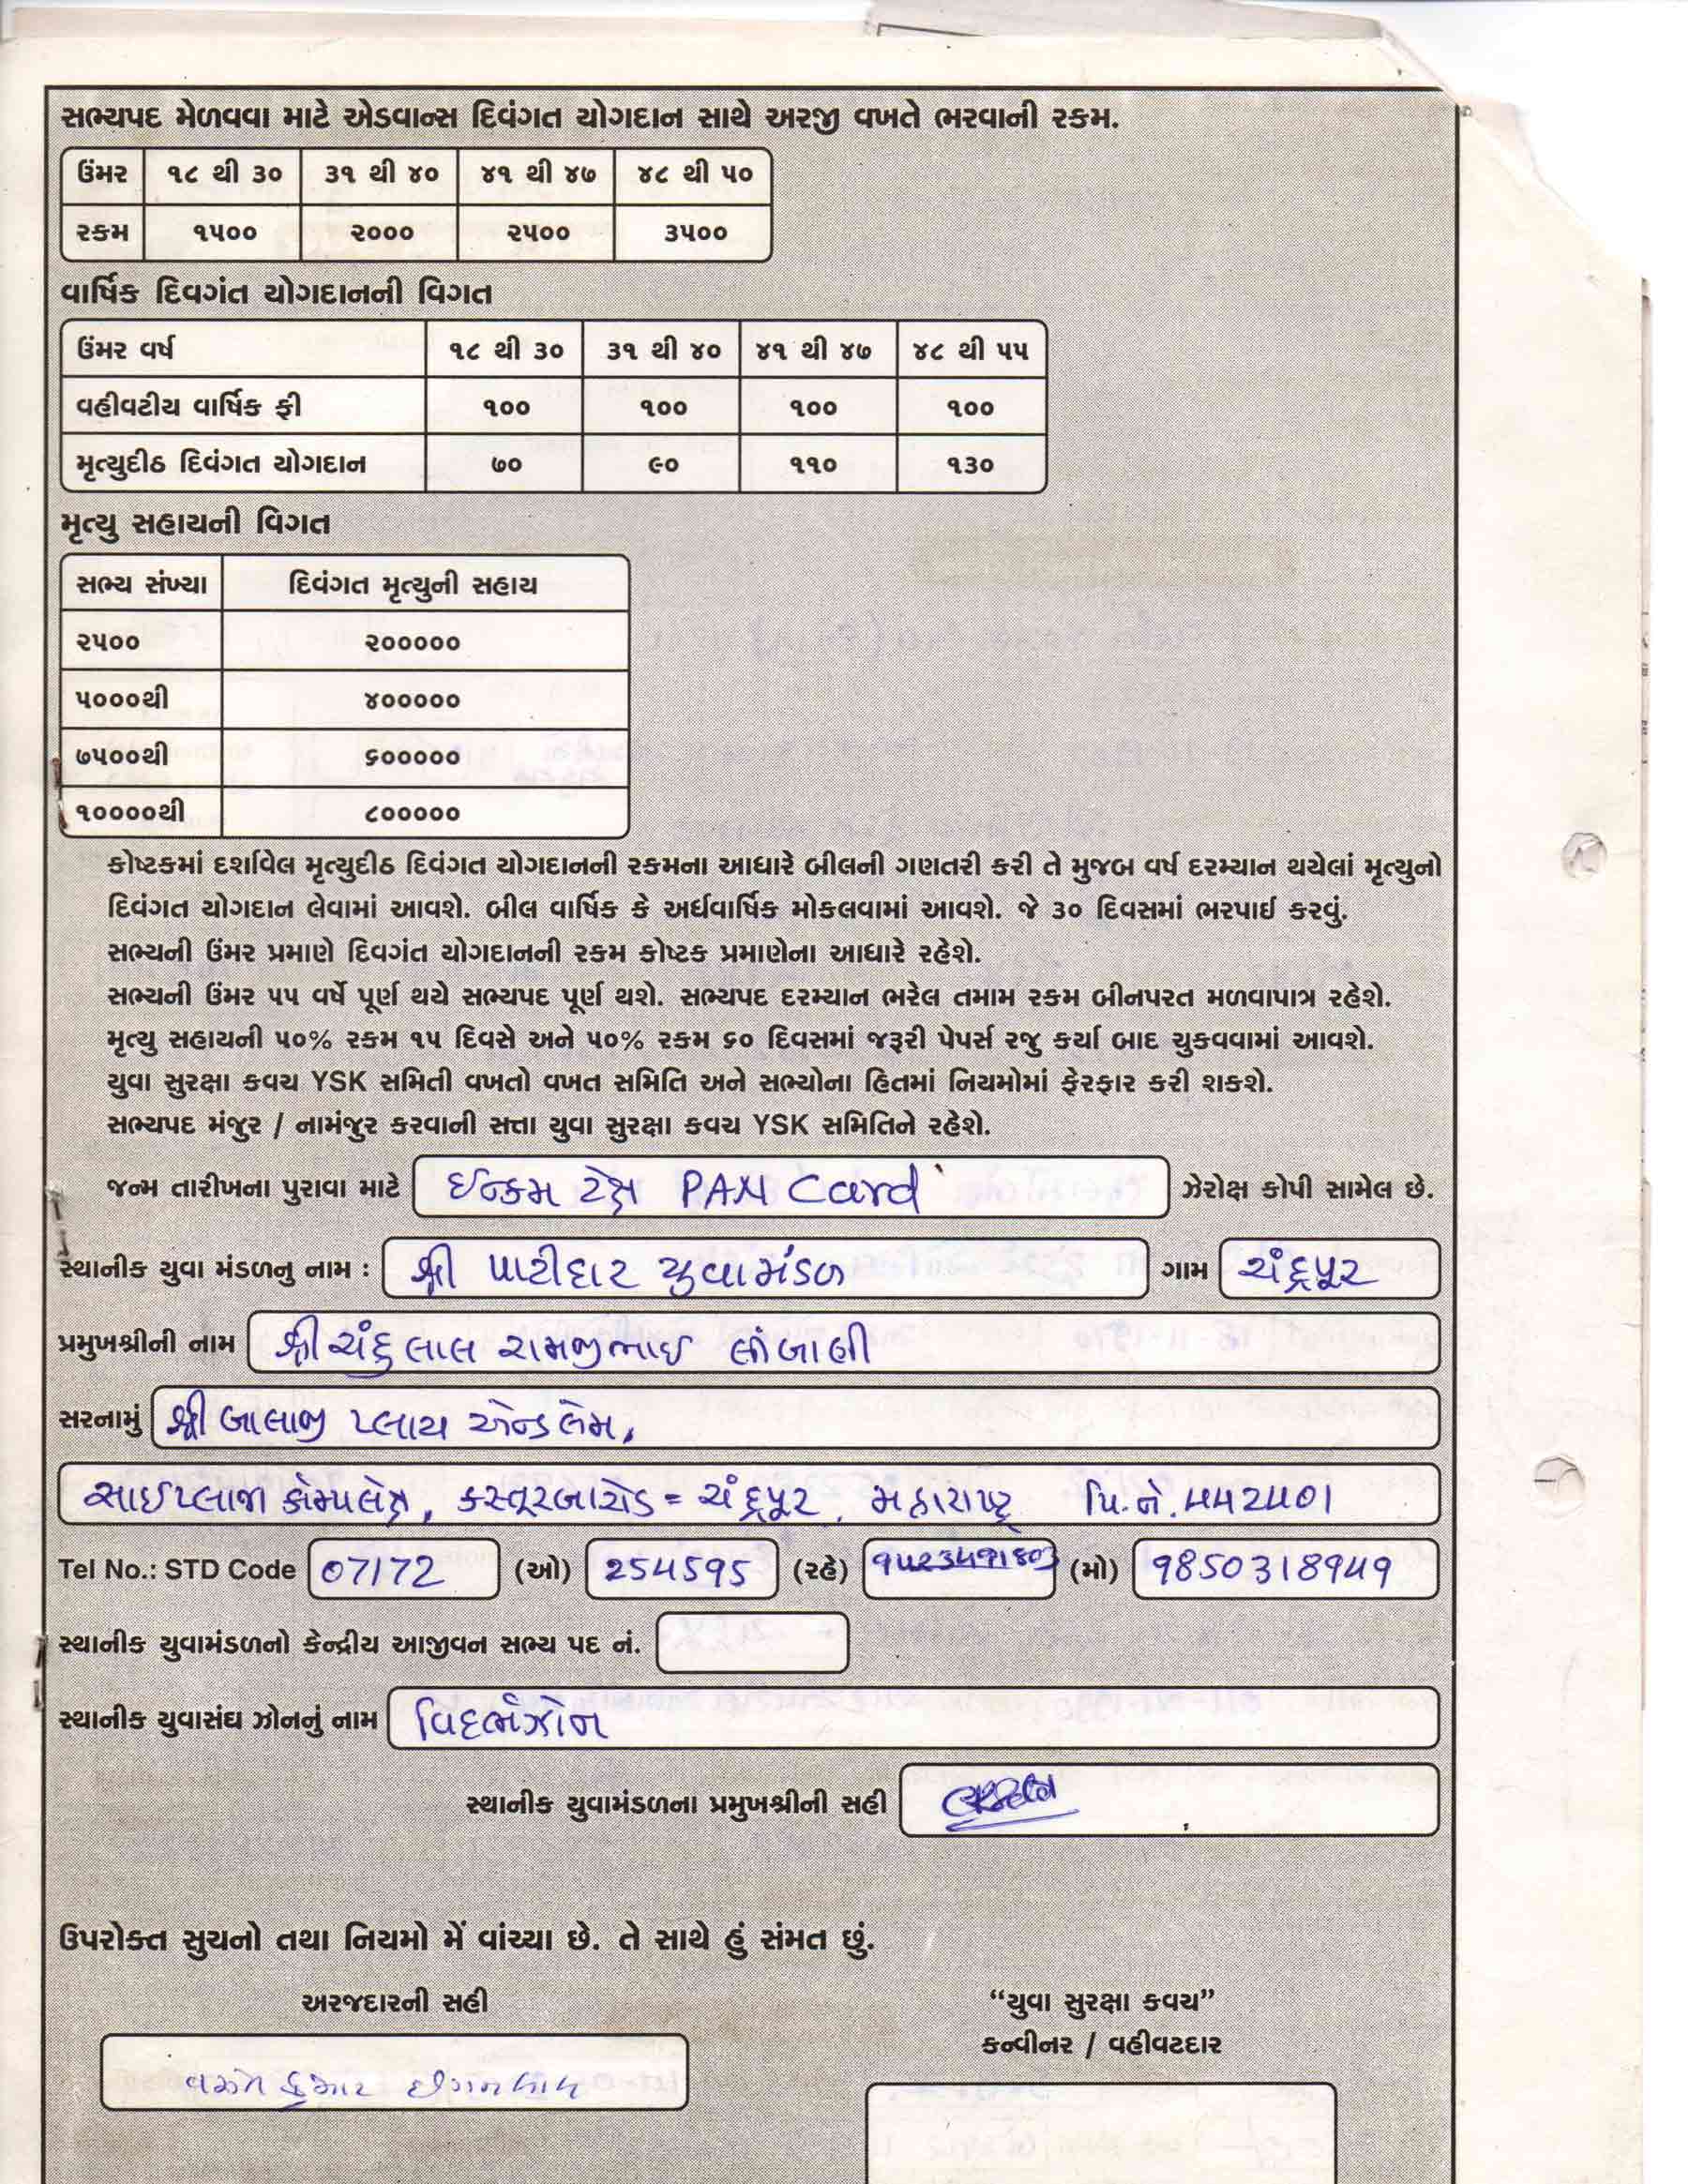 સભ્યપદ મેળવવા માટે એડવાન્સ દિવંગત યોગદાન સાથે અરજી વખતે ભરવાની રકમ.
ઉંમર ૧૮ થી ૩૦ ૩૧ થી ૪૦ ૪૧ થી ૪૭ ૪૮ થી ૫૦
રકમ ૧૫૦૦ ૨૦૦૦ ૨૫૦૦ ૩૫૦૦
વાર્ષિક દિવગંત યોગદાનની વિગત
ઉંમર વર્ષ ૧૮ થી ૩૦ ૩૧ થી ૪૦ ૪૧ થી ૪૭ ૪૮ થી ૫૫
વહીવટીય વાર્ષિક ફી ૧૦૦ ૧૦૦ ૧૦૦ ૧૦૦
મૃત્યુદીઠ દિવંગત યોગદાન ૭૦ ૯૦ ૧૧૦ ૧૩૦
મૃત્યુ સહાયની વિગત
સભ્ય સંખ્યા દિવંગત મૃત્યુની સહાય
૨૫૦૦ ૨૦૦૦૦૦
૫૦૦૦થી ૪૦૦૦૦૦
૭૫૦૦થી ૬૦૦૦૦૦
૧૦૦૦૦થી ૮૦૦૦૦૦
કોષ્ટકમાં દર્શાવેલ મૃત્યુદીઠ દિવંગત યોગદાનની રકમના આધારે બીલની ગણતરી કરી તે મુજબ વર્ષ દરમ્યાન થયેલાં મૃત્યુનો
દિવંગત યોગદાન લેવામાં આવશે. બીલ વાર્ષિક કે અર્ધવાર્ષિક મોકલવામાં આવશે. જે ૩૦ દિવસમાં ભરપાઈ કરવું.
સભ્યની ઉંમર પ્રમાણે દિવગંત યોગદાનની રકમ કોષ્ટક પ્રમાણેના આધારે રહેશે.
સભ્યની ઉંમર ૫૫ વર્ષે પૂર્ણ થયે સભ્યપદ પૂર્ણ થશે. સભ્યપદ દરમ્યાન ભરેલ તમામ રકમ બીનપરત મળવાપાત્ર રહેશે.
મૃત્યુ સહાયની ૫૦% રકમ ૧૫ દિવસે અને ૫૦% રકમ ૬૦ દિવસમાં જરૂરી પેપર્સ રજુ કર્યા બાદ ચુકવવામાં આવશે.
યુવા સુરક્ષા કવચ YSK સમિતી વખતો વખત સમિતિ અને સભ્યોના હિતમાં નિયમોમાં ફેરફાર કરી શકશે.
સભ્યપદ મંજુર / નામંજુર કરવાની સત્તા યુવા સુરક્ષા કવચ YSK સમિતિને રહેશે.
જન્મ તારીખના પુરાવા માટે ઈન્કમ ટેક્ષ PAN Card ઝેરોક્ષ કોપી સામેલ છે.
સ્થાનીક યુવા મંડળનુ નામ : શ્રી પાટીદાર યુવામંડળ ગામ ચંદ્રપૂર
પ્રમુખશ્રીની નામ શ્રી ચંદુલાલ રામજીભાઈ લીંબાણી
સરનામું શ્રી બાલાજી પ્લાય એન્ડ લેમ,
સાઈપ્લાજા કોમ્પલેક્ષ, કસ્તૂરબારોડ = ચંદ્રપૂર, મહારાષ્ટ્ર પિ.નં. ૪૪૨૪૦૧
Tel No.: STD Code 07172 (ઓ) 254595 (રહે) (મો) 9850318949
સ્થાનીક યુવામંડળનો કેન્દ્રીય આજીવન સભ્ય પદ નં.
સ્થાનીક યુવાસંઘ ઝોનનું નામ વિદર્ભઝોન
સ્થાનીક યુવામંડળના પ્રમુખશ્રીની સહી
ઉપરોક્ત સુચનો તથા નિયમો મેં વાંચ્યા છે. તે સાથે હું સંમત છું.
અરજદારની સહી "યુવા સુરક્ષા કવચ"
કન્વીનર / વહીવટદાર
કુમાર છગનલાલ